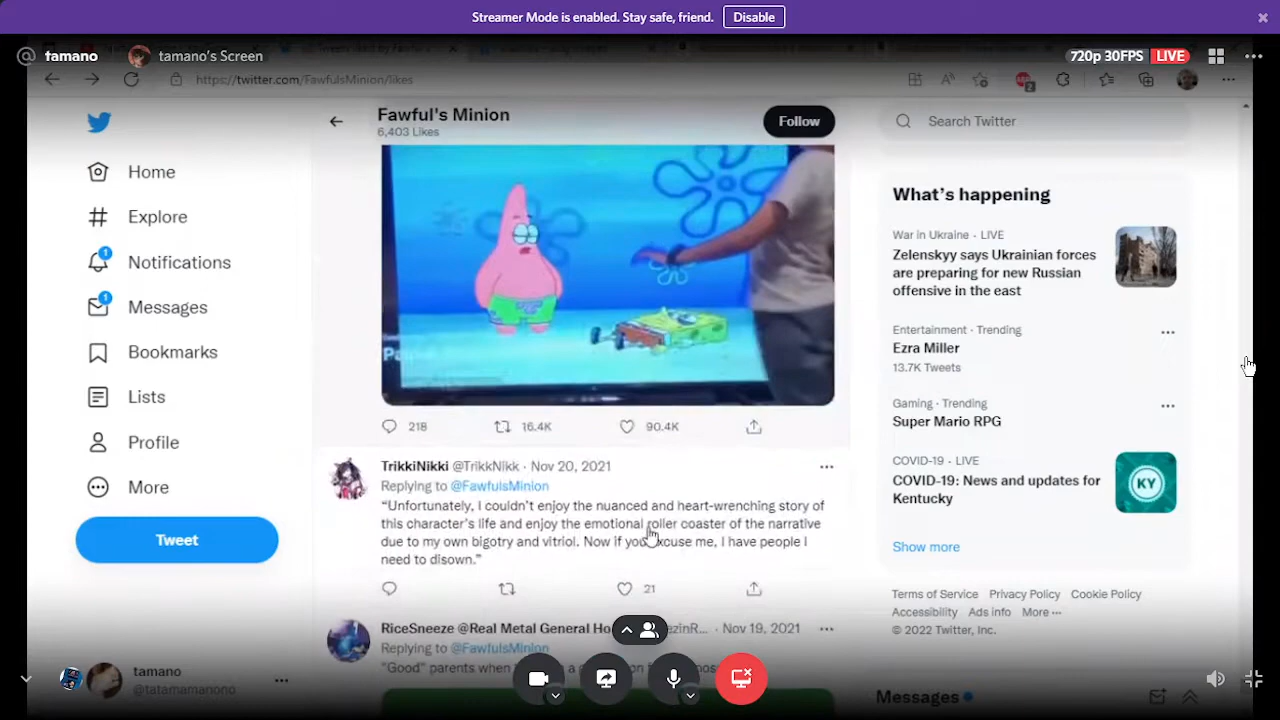 Streamer Mode is enabled. Stay safe, friend.
Disable
tamano
tamano's Screen
720p 30FPS
LIVE
https://twitter.com/FawfulsMinion/likes
2
Fawful's Minion
6,403 Likes
Follow
Search Twitter
Home
Explore
1
Notifications
1
Messages
Bookmarks
Lists
Profile
More
Tweet
218
16.4K
90.4K
TrikkiNikki @TrikkNikk · Nov 20, 2021
Replying to @FawfulsMinion
“Unfortunately, I couldn’t enjoy the nuanced and heart-wrenching story of
this character’s life and enjoy the emotional roller coaster of the narrative
due to my own bigotry and vitriol. Now if you excuse me, I have people I
need to disown.”
21
RiceSneeze @Real Metal General Ho
· Nov 19, 2021
Replying to @FawfulsMinion
"Good" parents when
What's happening
War in Ukraine · LIVE
Zelenskyy says Ukrainian forces
are preparing for new Russian
offensive in the east
Entertainment · Trending
Ezra Miller
13.7K Tweets
Gaming · Trending
Super Mario RPG
COVID-19 · LIVE
COVID-19: News and updates for
Kentucky
KY
Show more
Terms of Service Privacy Policy Cookie Policy
Accessibility Ads info More ···
© 2022 Twitter, Inc.
tamano
@tatamamanono
Messages